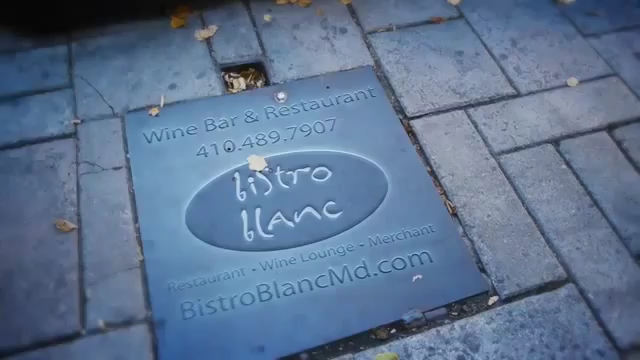 Wine Bar & Restaurant
410.489.7907
bistro
blanc
Restaurant • Wine Lounge • Merchant
BistroBlancMd.com